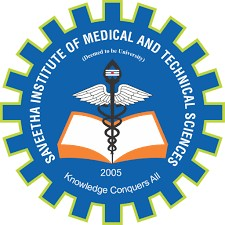 SAVEETHA INSTITUTE OF MEDICAL AND TECHNICAL SCIENCES
(Deemed to be University)
2005
Knowledge Conquers All